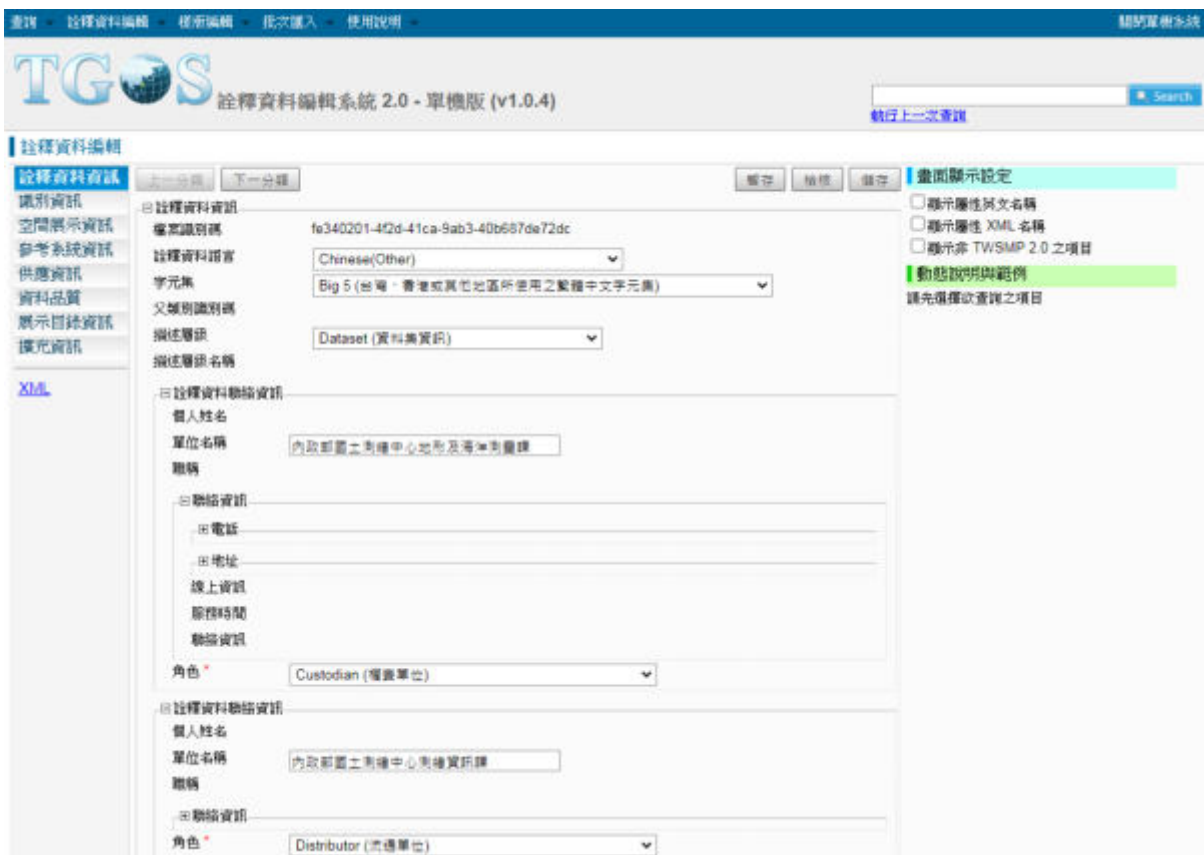 查詢 詮釋資料編輯 樣版編輯 批次匯入 使用說明 關閉單機系統
TGOS 詮釋資料編輯系統 2.0 - 單機版 (v1.0.4)
Search
執行上一次查詢
詮釋資料編輯
詮釋資料資訊
識別資訊
空間展示資訊
參考系統資訊
供應資訊
資料品質
展示目錄資訊
擴充資訊
XML
上一分類 下一分類 暫存 檢核 儲存
詮釋資料資訊
檔案識別碼 fe340201-4f2d-41ca-9ab3-40b687de72dc
詮釋資料語言 Chinese(Other)
字元集 Big 5 (台灣、香港或其他地區所使用之繁體中文字元集)
父類別識別碼
描述層級 Dataset (資料集資訊)
描述層級名稱
詮釋資料聯絡資訊
個人姓名
單位名稱 內政部國土測繪中心地形及海洋測量課
職稱
聯絡資訊
電話
地址
線上資訊
服務時間
聯絡資訊
角色* Custodian (權責單位)
詮釋資料聯絡資訊
個人姓名
單位名稱 內政部國土測繪中心測繪資訊課
職稱
聯絡資訊
角色* Distributor (流通單位)
畫面顯示設定
顯示屬性英文名稱
顯示屬性 XML 名稱
顯示非 TWSMP 2.0 之項目
動態說明與範例
請先選擇欲查詢之項目